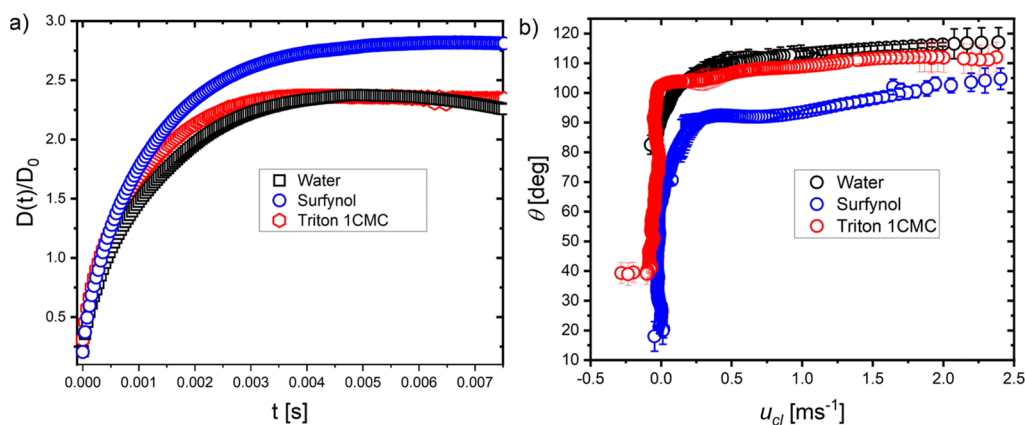 a)
D(t)/D₀
3.0
2.5
2.0
1.5
1.0
0.5
Water
Surfynol
Triton 1CMC
0.000 0.001 0.002 0.003 0.004 0.005 0.006 0.007
t [s]
b)
θ [deg]
120
110
100
90
80
70
60
50
40
30
20
10
Water
Surfynol
Triton 1CMC
-0.5 0.0 0.5 1.0 1.5 2.0 2.5
u_cl [ms⁻¹]